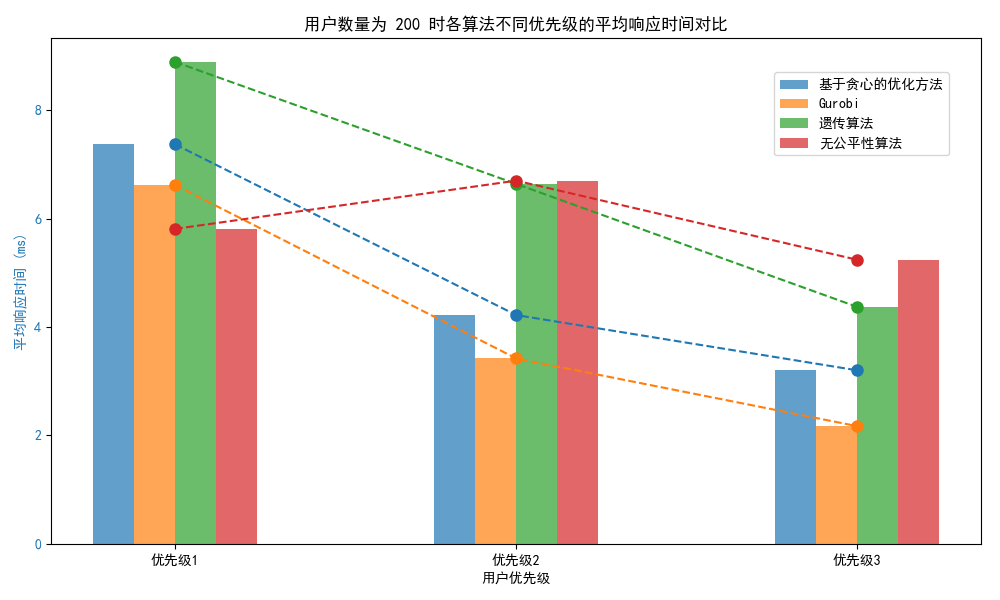 用户数量为 200 时各算法不同优先级的平均响应时间对比
基于贪心的优化方法
Gurobi
遗传算法
无公平性算法
平均响应时间 (ms)
8
6
4
2
0
优先级1
优先级2
优先级3
用户优先级